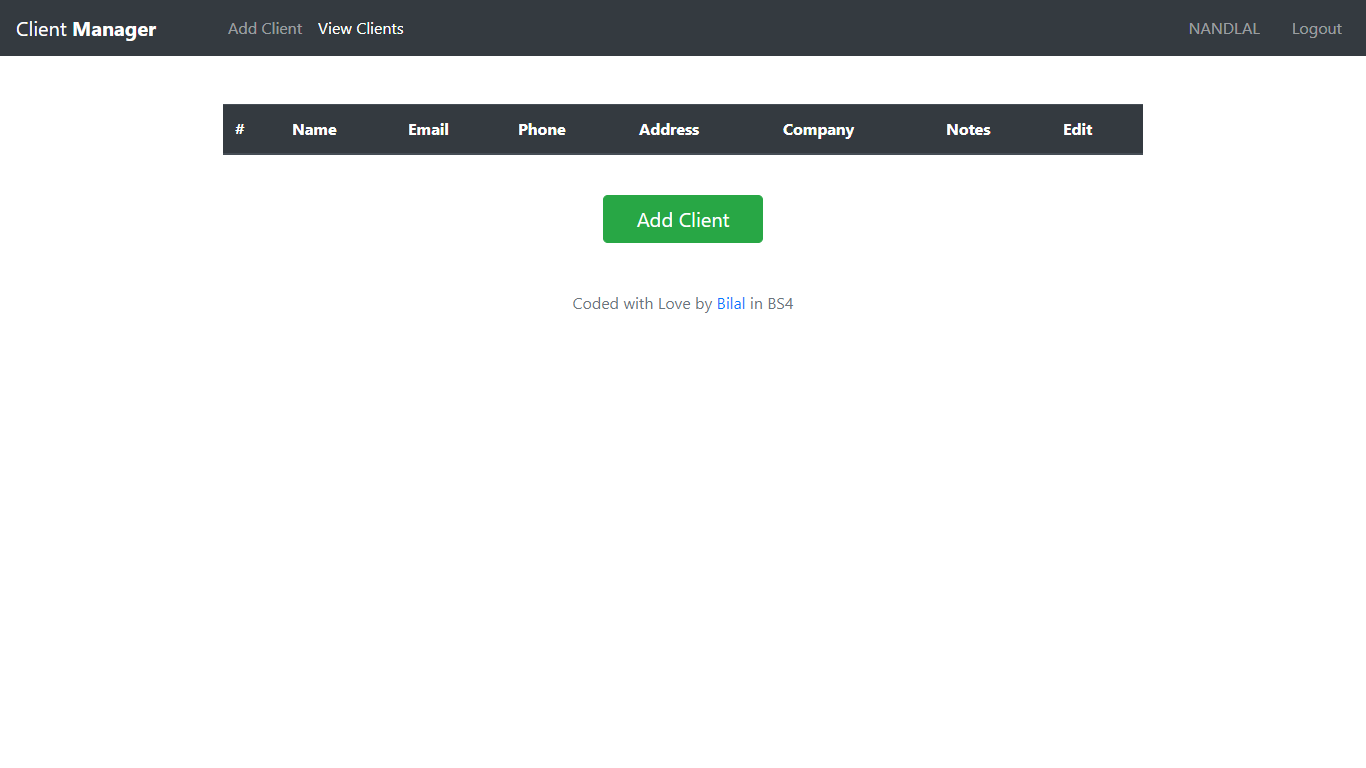 Client Manager Add Client View Clients NANDLAL Logout
# Name Email Phone Address Company Notes Edit
Add Client
Coded with Love by Bilal in BS4